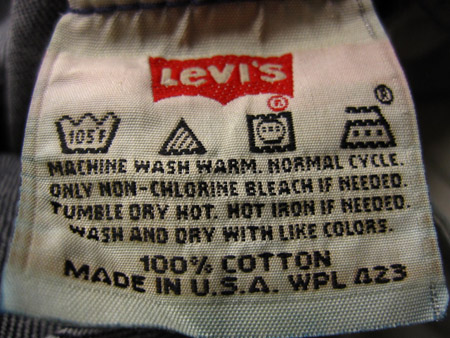 LEVI'S
®
®
105F
MACHINE WASH WARM. NORMAL CYCLE.
ONLY NON-CHLORINE BLEACH IF NEEDED.
TUMBLE DRY HOT. HOT IRON IF NEEDED.
WASH AND DRY WITH LIKE COLORS.
100% COTTON
MADE IN U.S.A. WPL 423